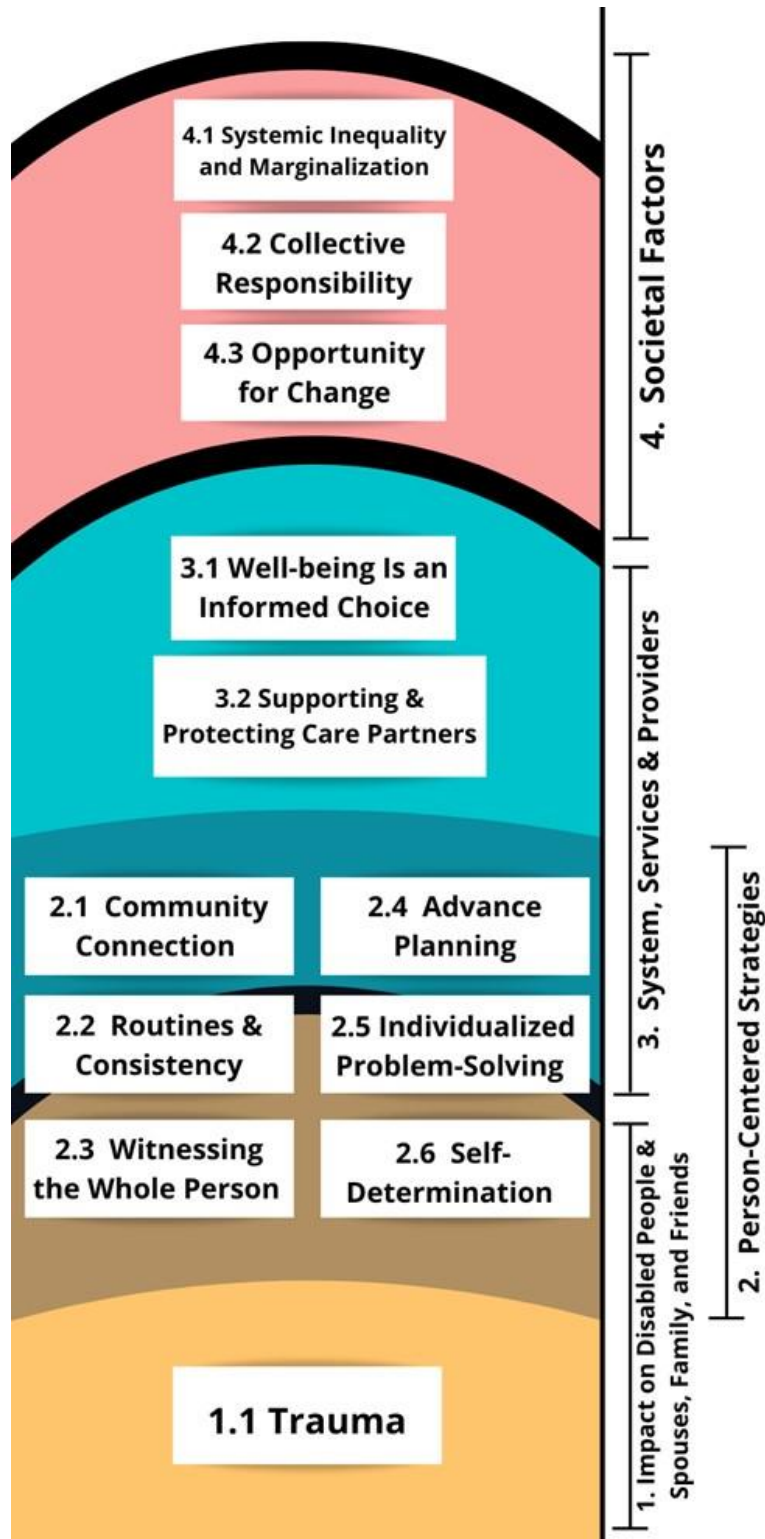 4.1 Systemic Inequality
and Marginalization
4.2 Collective
Responsibility
4.3 Opportunity
for Change
4. Societal Factors
3.1 Well-being Is an
Informed Choice
3.2 Supporting &
Protecting Care Partners
3. System, Services & Providers
2.1 Community
Connection
2.2 Routines &
Consistency
2.3 Witnessing
the Whole Person
2.4 Advance
Planning
2.5 Individualized
Problem-Solving
2.6 Self-
Determination
2. Person-Centered Strategies
1.1 Trauma
1. Impact on Disabled People &
Spouses, Family, and Friends